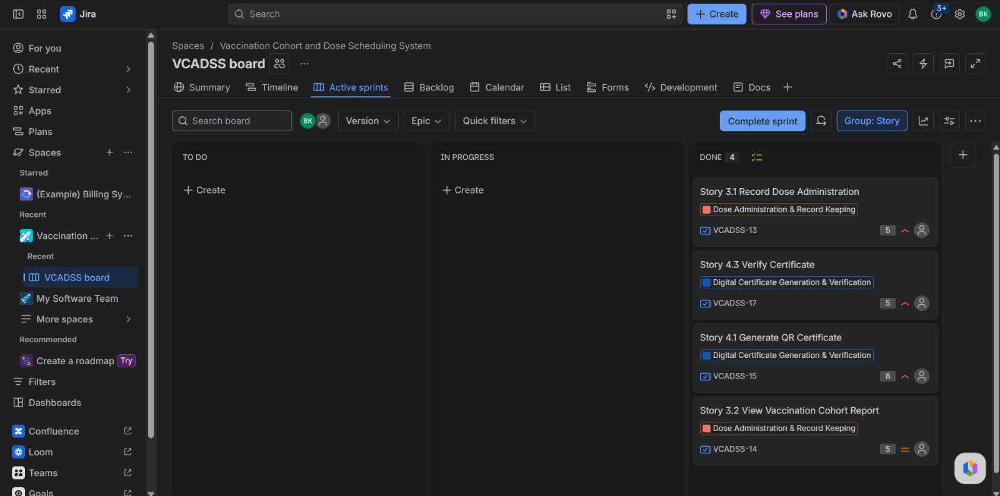 Jira
Search
Create
See plans
Ask Rovo
3+
BK
For you
Recent
Starred
Apps
Plans
Spaces
Starred
(Example) Billing Sy...
Recent
Vaccination ...
Recent
VCADSS board
My Software Team
More spaces
Recommended
Create a roadmap Try
Filters
Dashboards
Confluence
Loom
Teams
Goals
Spaces / Vaccination Cohort and Dose Scheduling System
VCADSS board
Summary Timeline Active sprints Backlog Calendar List Forms Development Docs
Search board BK Version Epic Quick filters Complete sprint Group: Story
TO DO
Create
IN PROGRESS
Create
DONE 4
Story 3.1 Record Dose Administration
Dose Administration & Record Keeping
VCADSS-13 5
Story 4.3 Verify Certificate
Digital Certificate Generation & Verification
VCADSS-17 5
Story 4.1 Generate QR Certificate
Digital Certificate Generation & Verification
VCADSS-15 8
Story 3.2 View Vaccination Cohort Report
Dose Administration & Record Keeping
VCADSS-14 5